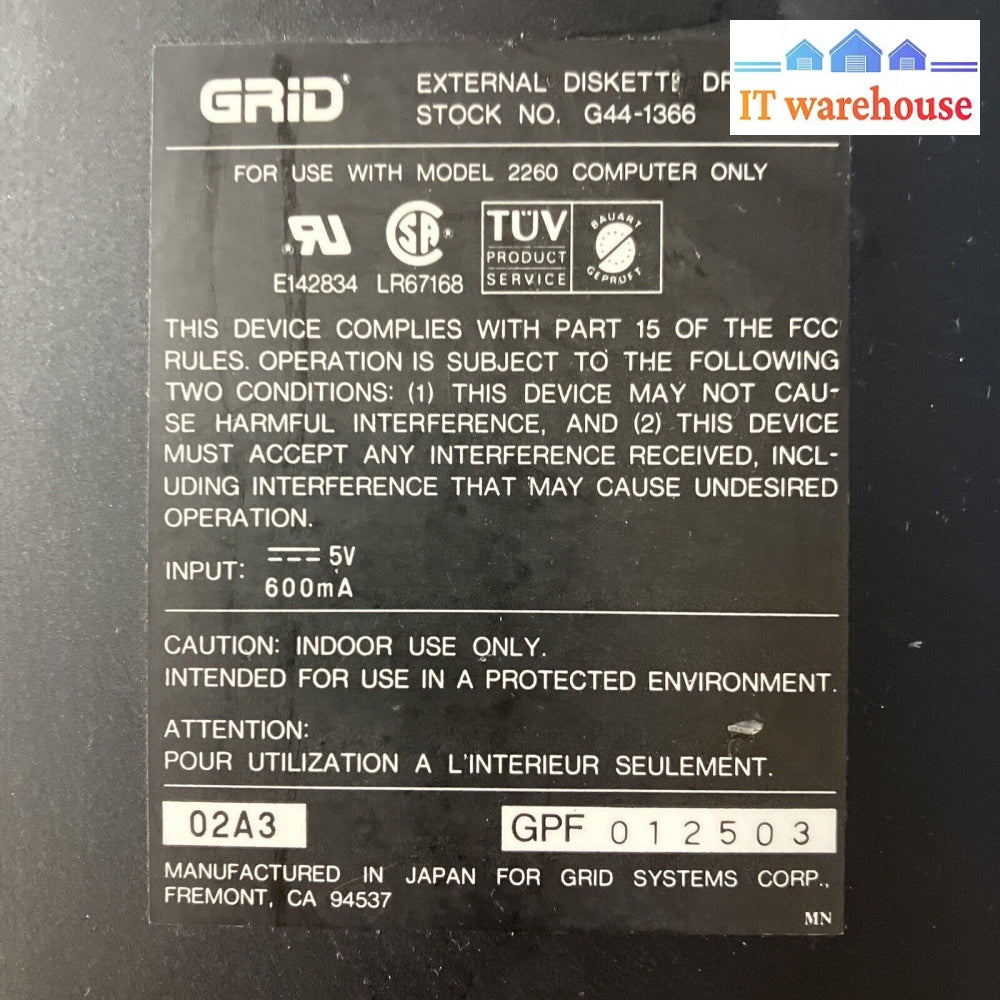 GRiD® EXTERNAL DISKETTE
STOCK NO. G44-1366
IT warehouse
FOR USE WITH MODEL 2260 COMPUTER ONLY
TÜV
PRODUCT
SERVICE
BAUART
GEPRÜFT
E142834 LR67168
THIS DEVICE COMPLIES WITH PART 15 OF THE FCC
RULES. OPERATION IS SUBJECT TO THE FOLLOWING
TWO CONDITIONS: (1) THIS DEVICE MAY NOT CAU-
SE HARMFUL INTERFERENCE, AND (2) THIS DEVICE
MUST ACCEPT ANY INTERFERENCE RECEIVED, INCL-
UDING INTERFERENCE THAT MAY CAUSE UNDESIRED
OPERATION.
INPUT: 5V
600mA
CAUTION: INDOOR USE ONLY.
INTENDED FOR USE IN A PROTECTED ENVIRONMENT.
ATTENTION:
POUR UTILIZATION A L'INTERIEUR SEULEMENT.
02A3 GPF 012503
MANUFACTURED IN JAPAN FOR GRID SYSTEMS CORP.,
FREMONT, CA 94537
MN